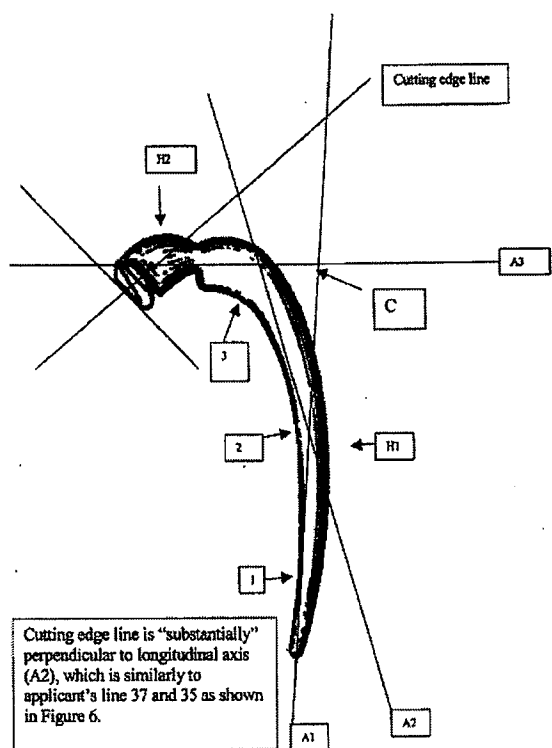 Cutting edge line
H2
A3
C
3
2
H1
1
Cutting edge line is “substantially”
perpendicular to longitudinal axis
(A2), which is similarly to
applicant’s line 37 and 35 as shown
in Figure 6.
A2
A1